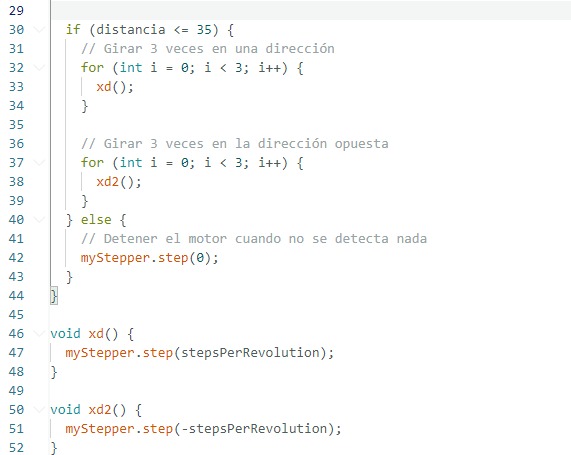 29
30 if (distancia <= 35) {
31 // Girar 3 veces en una dirección
32 for (int i = 0; i < 3; i++) {
33 xd();
34 }
35
36 // Girar 3 veces en la dirección opuesta
37 for (int i = 0; i < 3; i++) {
38 xd2();
39 }
40 } else {
41 // Detener el motor cuando no se detecta nada
42 myStepper.step(0);
43 }
44 }
45
46 void xd() {
47 myStepper.step(stepsPerRevolution);
48 }
49
50 void xd2() {
51 myStepper.step(-stepsPerRevolution);
52 }